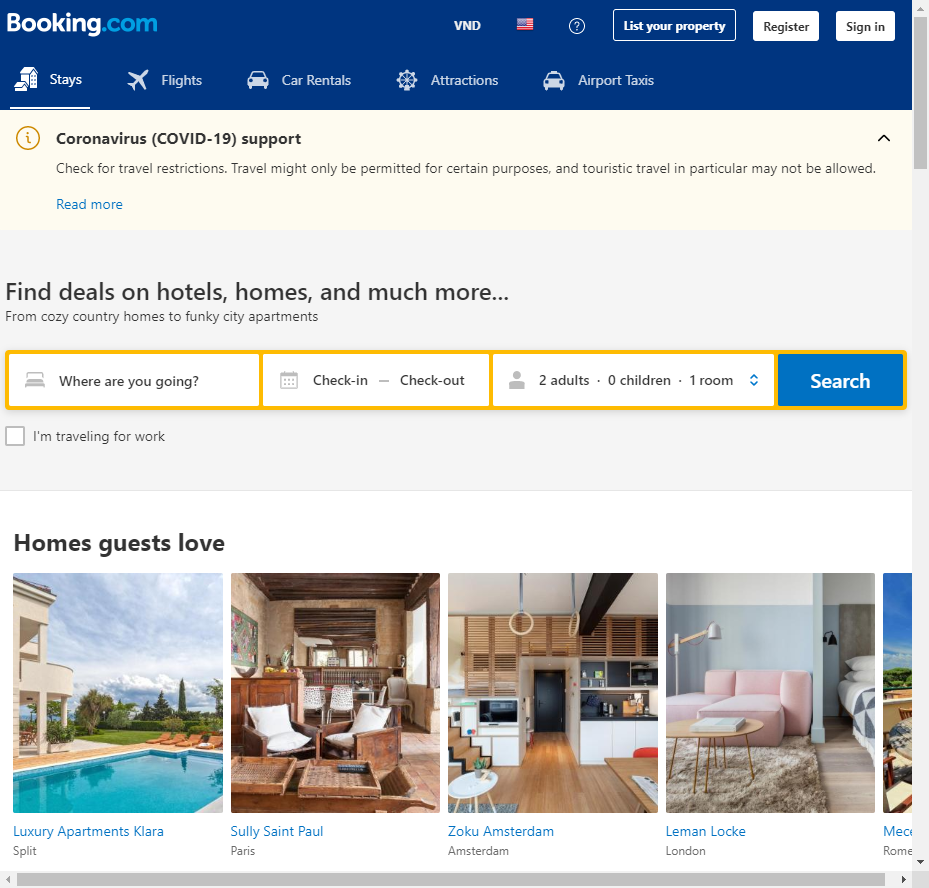 Booking.com
VND
List your property
Register
Sign in
Stays
Flights
Car Rentals
Attractions
Airport Taxis
Coronavirus (COVID-19) support
Check for travel restrictions. Travel might only be permitted for certain purposes, and touristic travel in particular may not be allowed.
Read more
Find deals on hotels, homes, and much more...
From cozy country homes to funky city apartments
Where are you going?
Check-in — Check-out
2 adults · 0 children · 1 room
Search
I'm traveling for work
Homes guests love
Luxury Apartments Klara
Split
Sully Saint Paul
Paris
Zoku Amsterdam
Amsterdam
Leman Locke
London
Rome